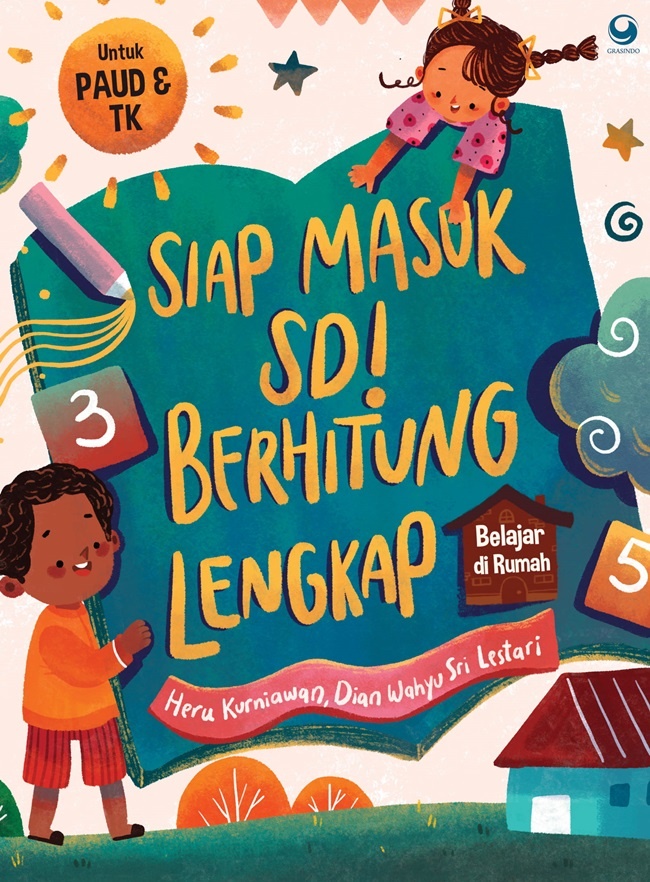 Untuk
PAUD &
TK
GRASINDO
SIAP MASUK
SD!
BERHITUNG
LENGKAP
3
Belajar
di Rumah
5
Heru Kurniawan, Dian Wahyu Sri Lestari